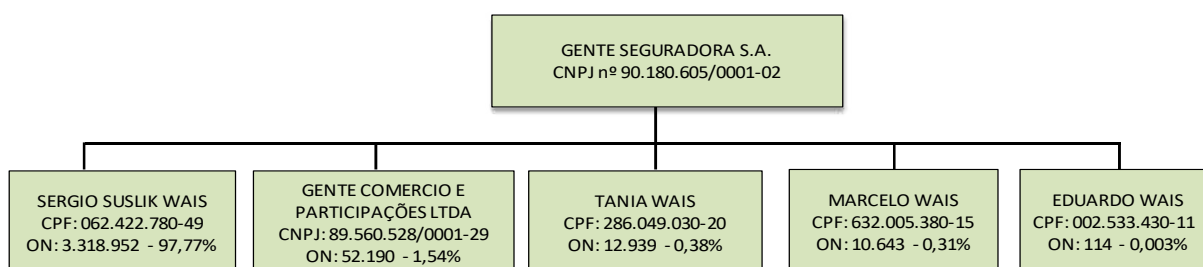 GENTE SEGURADORA S.A.
CNPJ nº 90.180.605/0001-02
SERGIO SUSLIK WAIS
CPF: 062.422.780-49
ON: 3.318.952 - 97,77%
GENTE COMERCIO E
PARTICIPAÇÕES LTDA
CNPJ: 89.560.528/0001-29
ON: 52.190 - 1,54%
TANIA WAIS
CPF: 286.049.030-20
ON: 12.939 - 0,38%
MARCELO WAIS
CPF: 632.005.380-15
ON: 10.643 - 0,31%
EDUARDO WAIS
CPF: 002.533.430-11
ON: 114 - 0,003%